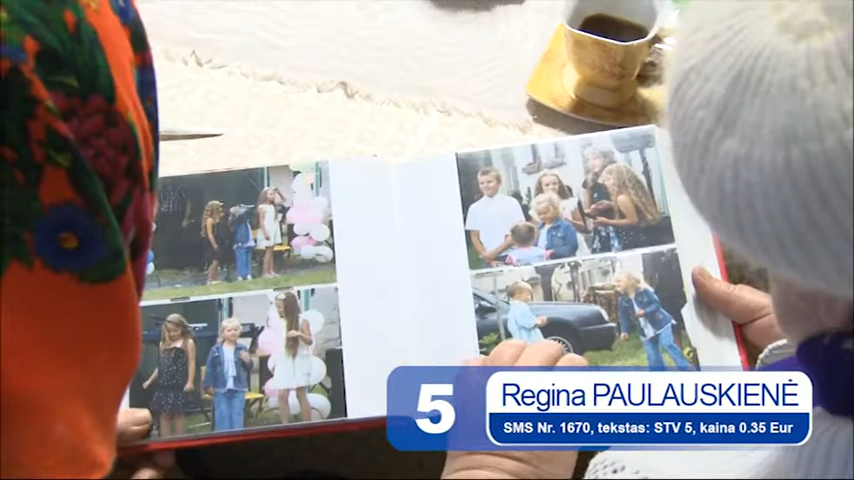 5
Regina PAULAUSKIENĖ
SMS Nr. 1670, tekstas: STV 5, kaina 0.35 Eur